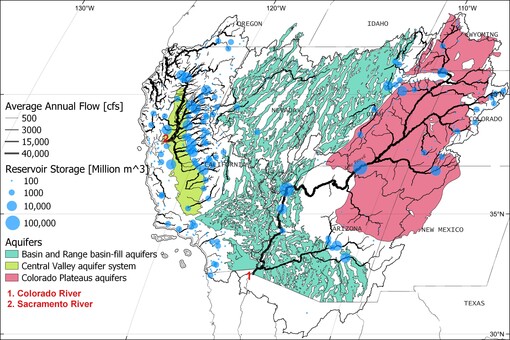 130°W
120°W
110°W
OREGON
IDAHO
WYOMING
NEVADA
UTAH
COLORADO
CALIFORNIA
ARIZONA
NEW MEXICO
TEXAS
35°N
30°N
2
1
Average Annual Flow [cfs]
500
3000
15,000
40,000
Reservoir Storage [Million m^3]
100
1000
10,000
100,000
Aquifers
Basin and Range basin-fill aquifers
Central Valley aquifer system
Colorado Plateaus aquifers
1. Colorado River
2. Sacramento River